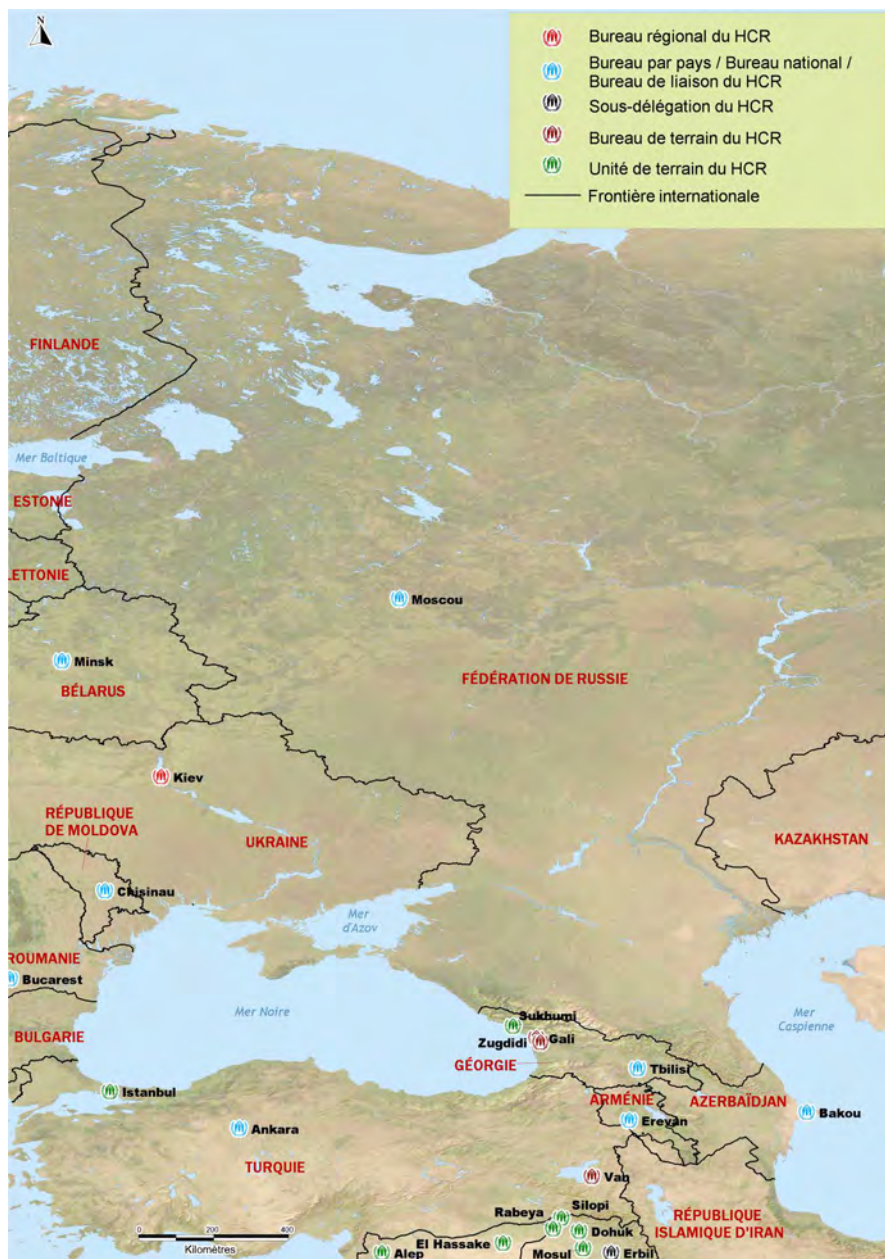 N
Bureau régional du HCR
Bureau par pays / Bureau national /
Bureau de liaison du HCR
Sous-délégation du HCR
Bureau de terrain du HCR
Unité de terrain du HCR
Frontière internationale
FINLANDE
Mer Baltique
ESTONIE
LETTONIE
Moscou
Minsk
BÉLARUS
FÉDÉRATION DE RUSSIE
Kiev
RÉPUBLIQUE
DE MOLDOVA
UKRAINE
KAZAKHSTAN
Chisinau
Mer
d'Azov
ROUMANIE
Bucarest
Mer Noire
Mer
Caspienne
BULGARIE
Sukhumi
Zugdidi
Gali
GÉORGIE
Tbilisi
Istanbul
ARMÉNIE
AZERBAÏDJAN
Bakou
Ankara
Erevan
TURQUIE
Van
Silopi
Rabeya
RÉPUBLIQUE
ISLAMIQUE D'IRAN
0 200 400
Kilomètres
El Hassake
Dohuk
Alep
Mosul
Erbil